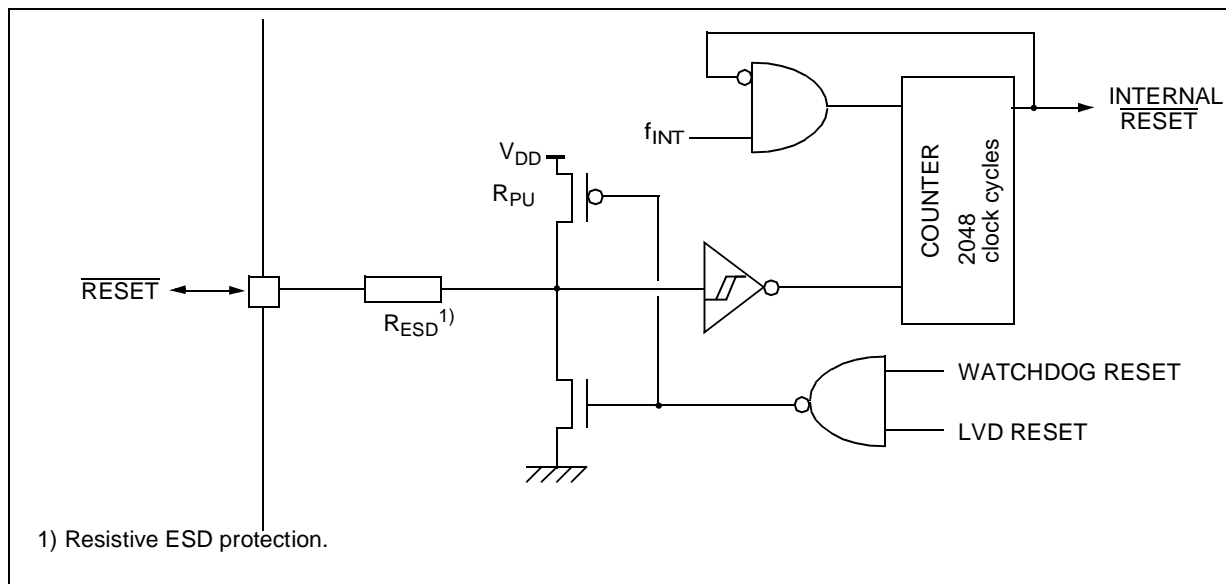 INTERNAL
RESET
fINT
VDD
RPU
COUNTER
2048
clock cycles
RESET
RESD1)
WATCHDOG RESET
LVD RESET
1) Resistive ESD protection.